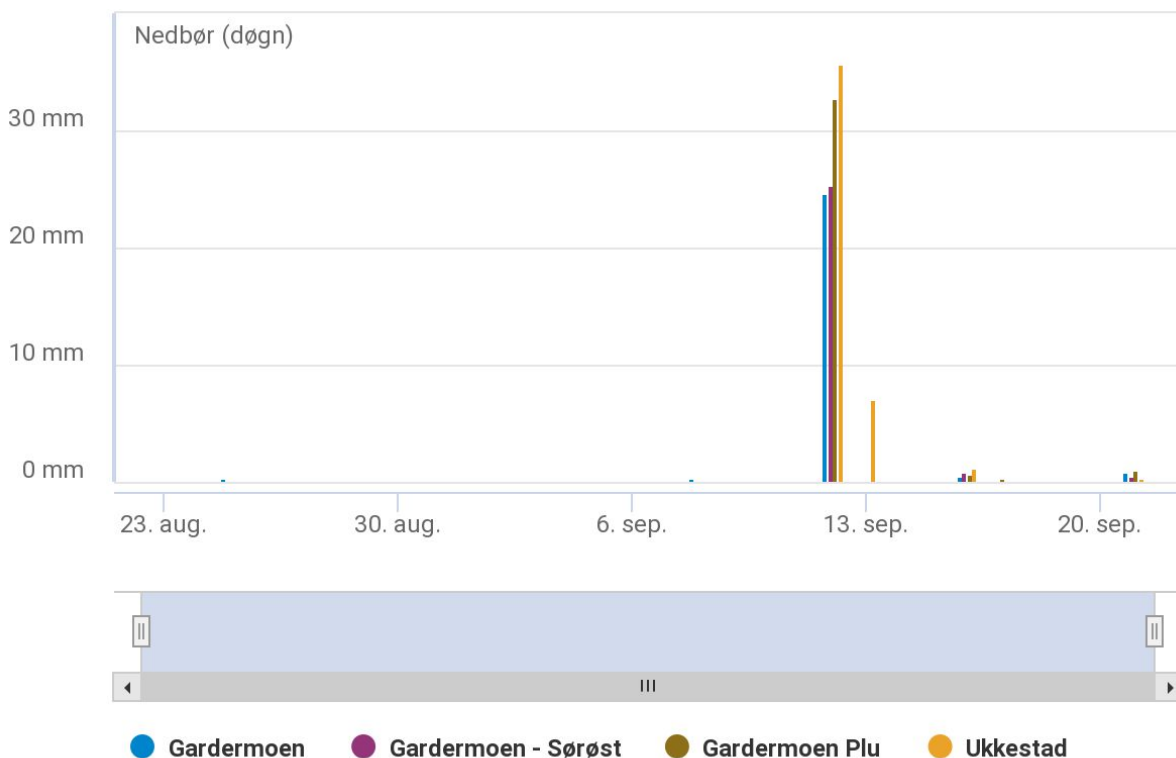 Nedbør (døgn)
30 mm
20 mm
10 mm
0 mm
23. aug. 30. aug. 6. sep. 13. sep. 20. sep.
Gardermoen Gardermoen - Sørøst Gardermoen Plu Ukkestad